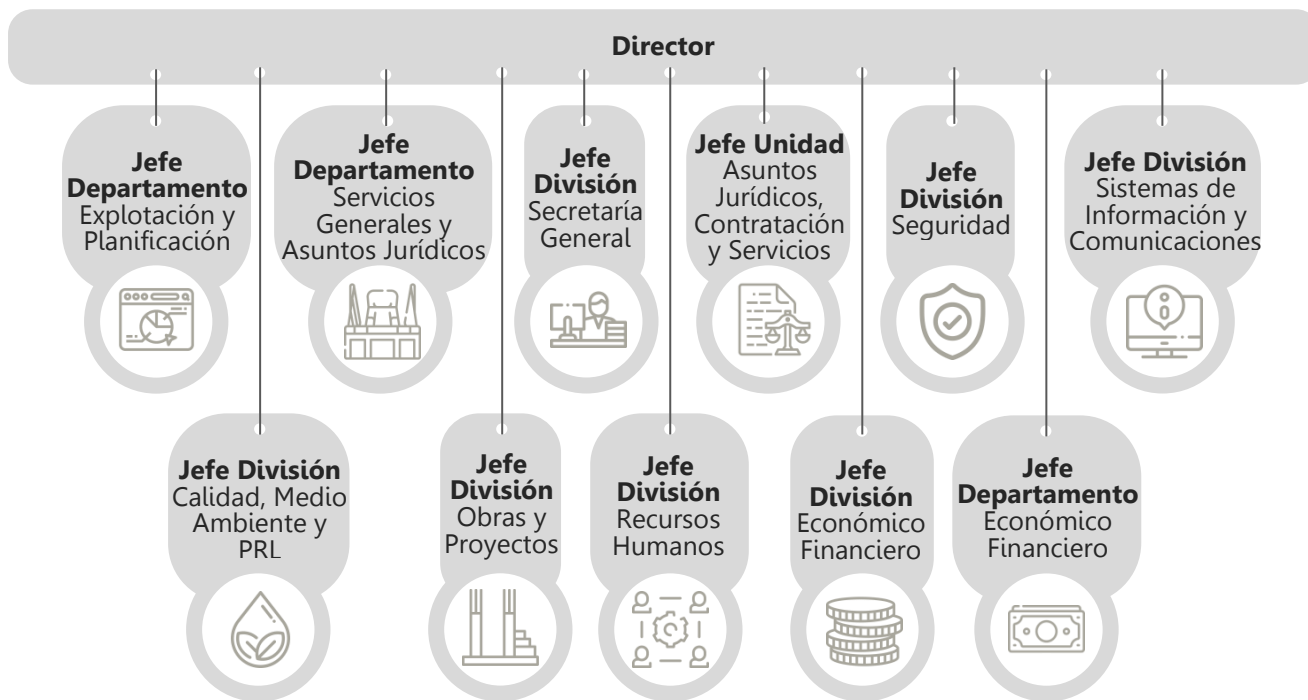 Director
Jefe
Departamento
Explotación y
Planificación
Jefe
Departamento
Servicios
Generales y
Asuntos Jurídicos
Jefe
División
Secretaría
General
Jefe Unidad
Asuntos
Jurídicos,
Contratación
y Servicios
Jefe
División
Seguridad
Jefe División
Sistemas de
Información y
Comunicaciones
Jefe División
Calidad, Medio
Ambiente y
PRL
Jefe
División
Obras y
Proyectos
Jefe
División
Recursos
Humanos
Jefe
División
Económico
Financiero
Jefe
Departamento
Económico
Financiero